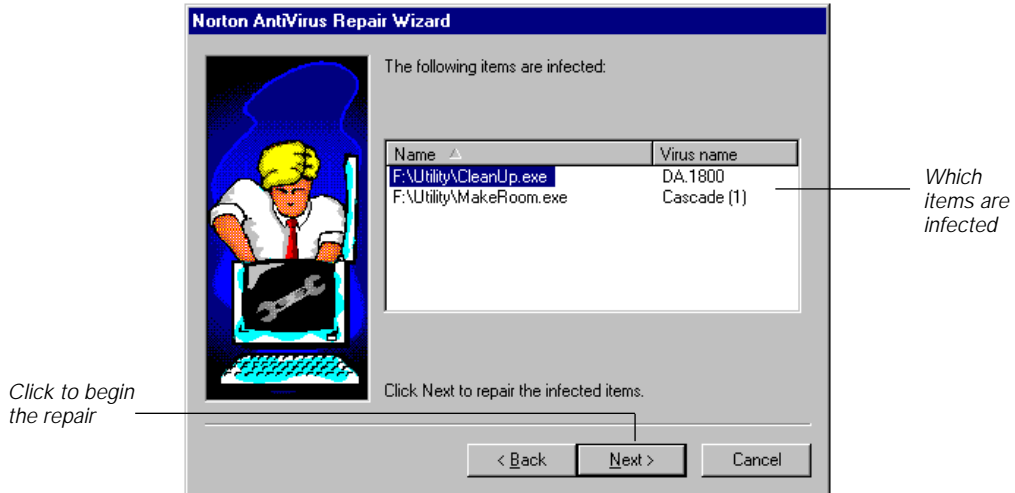 Norton AntiVirus Repair Wizard
The following items are infected:
Name Virus name
F:\Utility\CleanUp.exe DA.1800
F:\Utility\MakeRoom.exe Cascade (1)
Which
items are
infected
Click to begin
the repair
Click Next to repair the infected items.
< Back Next > Cancel